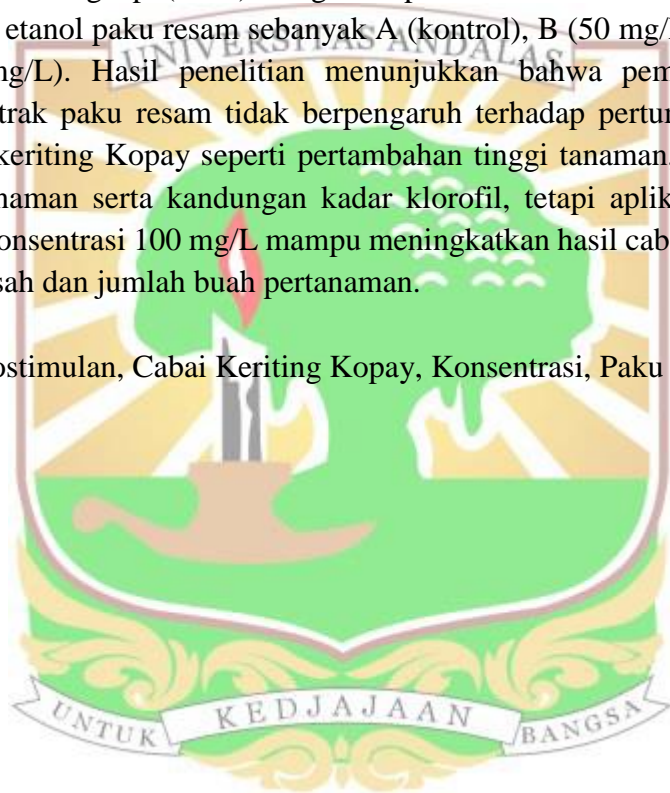 etanol paku resam sebanyak A (kontrol), B (50 mg/
mg/L). Hasil penelitian menunjukkan bahwa pem
trak paku resam tidak berpengaruh terhadap pertu
keriting Kopay seperti pertambahan tinggi tanaman
naman serta kandungan kadar klorofil, tetapi aplik
onsentrasi 100 mg/L mampu meningkatkan hasil cab
sah dan jumlah buah pertanaman.
ostimulan, Cabai Keriting Kopay, Konsentrasi, Paku
UNIVERSITAS ANDALAS
UNTUK KEDJAJAAN BANGSA